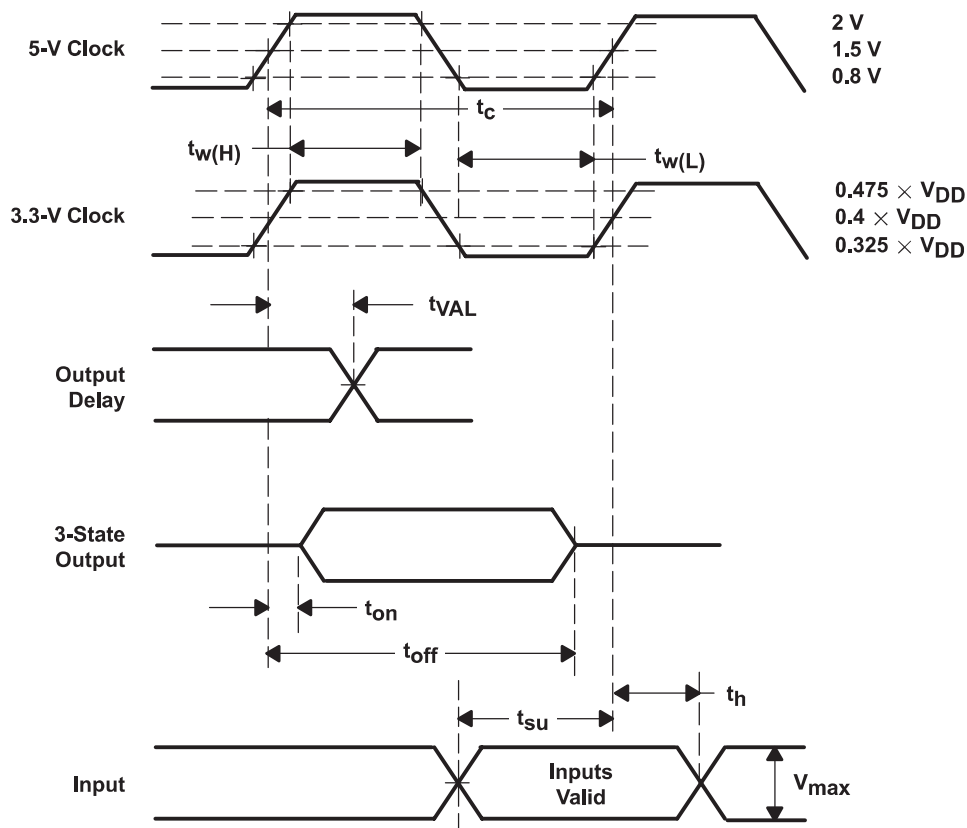 5-V Clock
2 V
1.5 V
0.8 V
tc
tw(H)
tw(L)
3.3-V Clock
0.475 × VDD
0.4 × VDD
0.325 × VDD
tVAL
Output
Delay
3-State
Output
ton
toff
th
tsu
Input
Inputs
Valid
Vmax